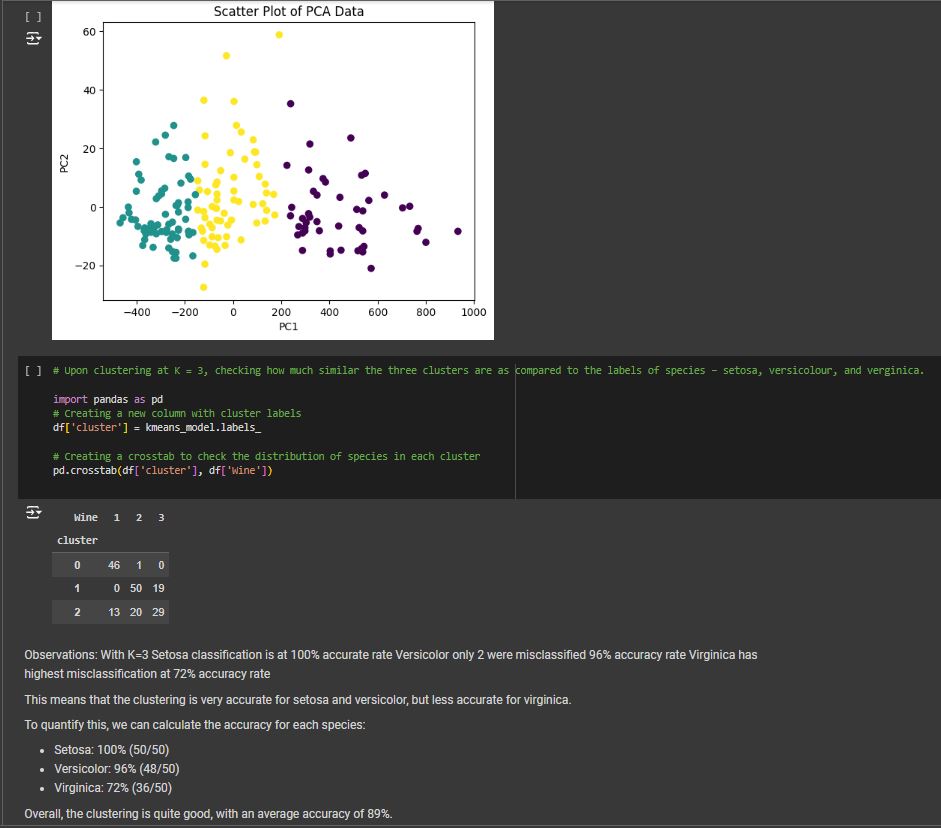 [ ]
Scatter Plot of PCA Data
60
40
20
0
−20
PC2
−400 −200 0 200 400 600 800 1000
PC1
[ ] # Upon clustering at K = 3, checking how much similar the three clusters are as compared to the labels of species - setosa, versicolour, and verginica.
import pandas as pd
# Creating a new column with cluster labels
df['cluster'] = kmeans_model.labels_
# Creating a crosstab to check the distribution of species in each cluster
pd.crosstab(df['cluster'], df['Wine'])
Wine 1 2 3
cluster
0 46 1 0
1 0 50 19
2 13 20 29
Observations: With K=3 Setosa classification is at 100% accurate rate Versicolor only 2 were misclassified 96% accuracy rate Virginica has
highest misclassification at 72% accuracy rate
This means that the clustering is very accurate for setosa and versicolor, but less accurate for virginica.
To quantify this, we can calculate the accuracy for each species:
• Setosa: 100% (50/50)
• Versicolor: 96% (48/50)
• Virginica: 72% (36/50)
Overall, the clustering is quite good, with an average accuracy of 89%.